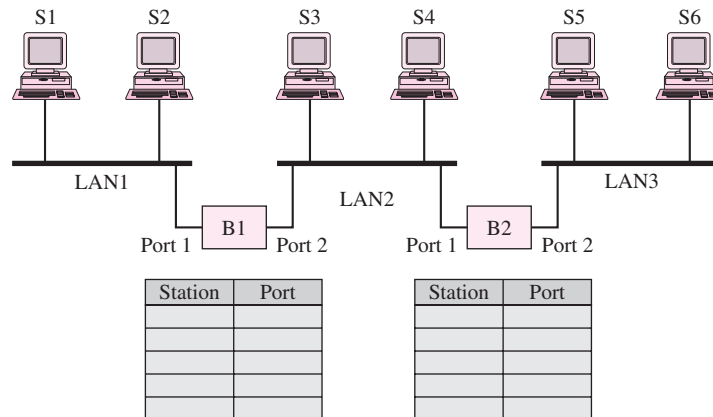 S1 S2 S3 S4 S5 S6
LAN1 LAN2 LAN3
B1 B2
Port 1 Port 2 Port 1 Port 2
Station Port Station Port